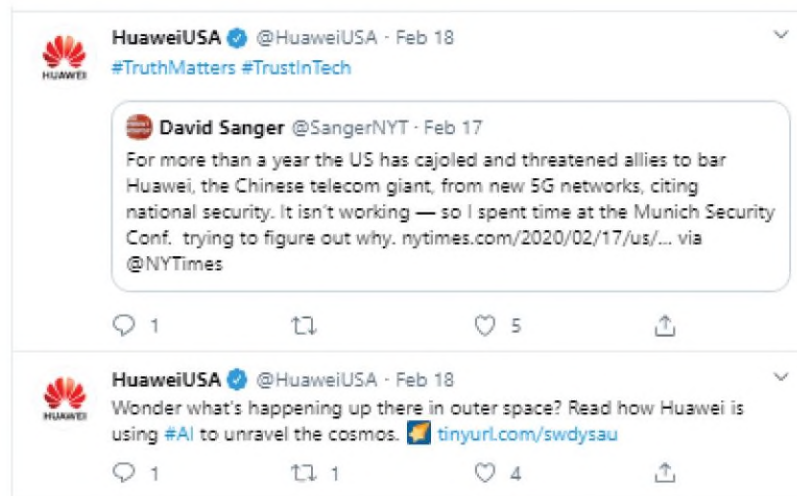 HuaweiUSA @HuaweiUSA · Feb 18
HUAWEI
#TruthMatters #TrustInTech
David Sanger @SangerNYT · Feb 17
For more than a year the US has cajoled and threatened allies to bar
Huawei, the Chinese telecom giant, from new 5G networks, citing
national security. It isn't working — so I spent time at the Munich Security
Conf. trying to figure out why. nytimes.com/2020/02/17/us/... via
@NYTimes
1 5
HuaweiUSA @HuaweiUSA · Feb 18
HUAWEI
Wonder what's happening up there in outer space? Read how Huawei is
using #AI to unravel the cosmos. tinyurl.com/swdysau
1 1 4